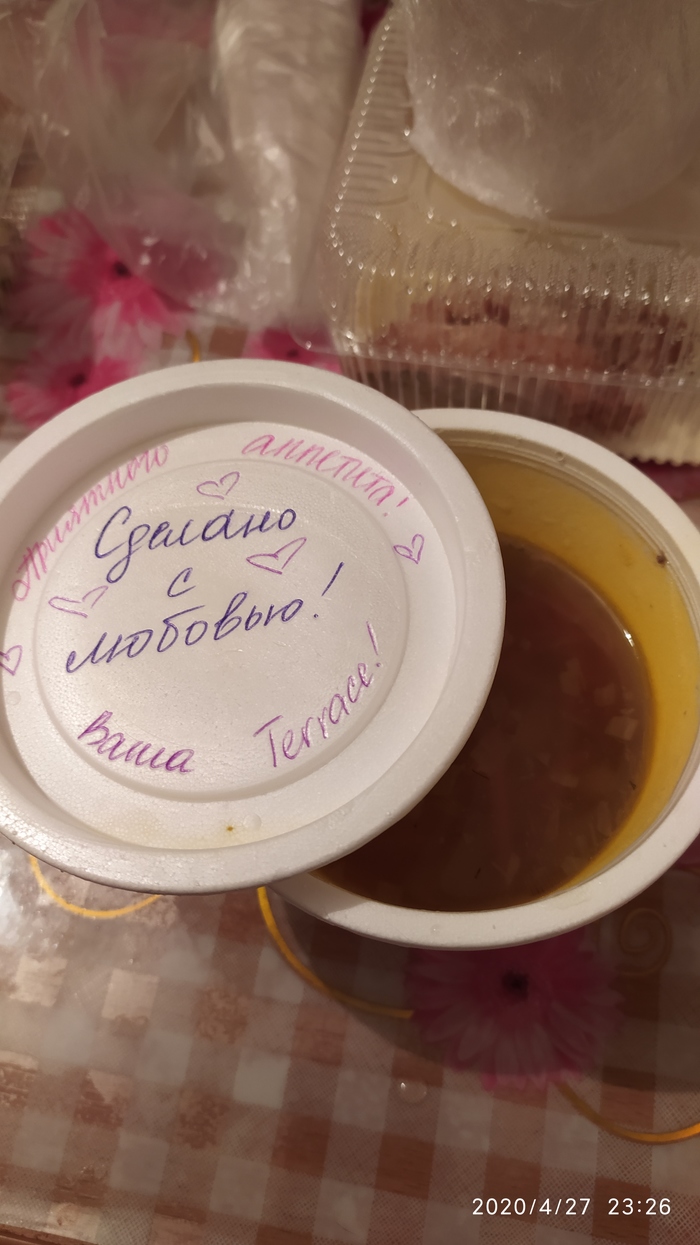 Приятного аппетита!
Сделано
с
любовью!
Ваша Terrace!
2020/4/27 23:26